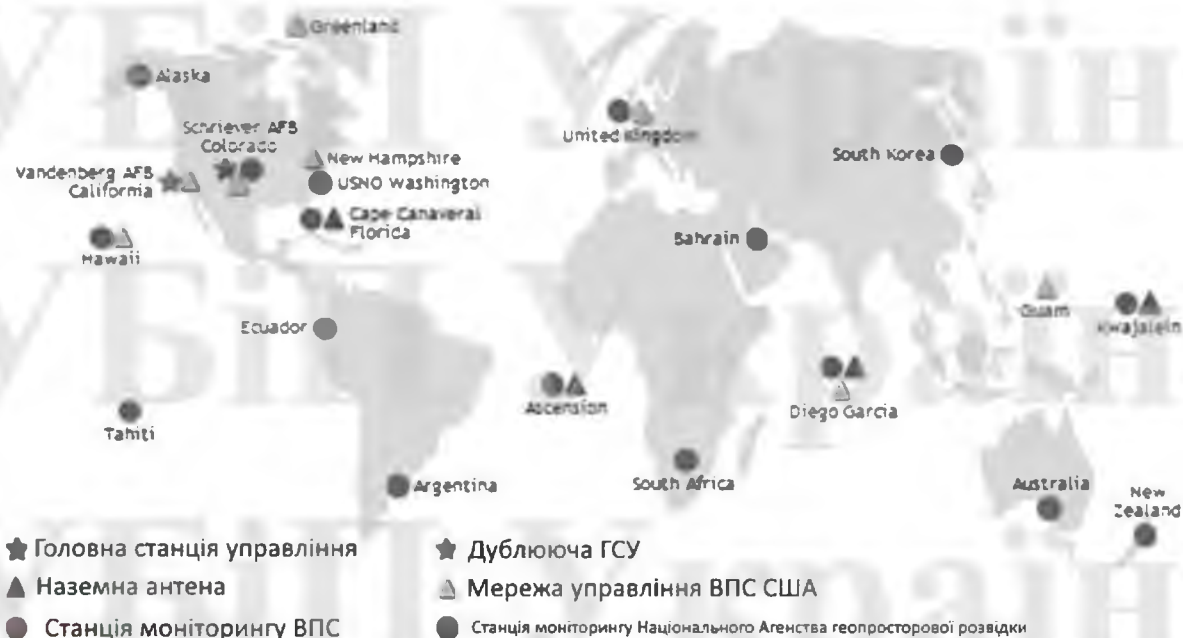 Greenland
Alaska
Schriever AFB
Colorado
Vandenberg AFB
California
New Hampshire
USNO Washington
Cape Canaveral
Florida
Hawaii
United Kingdom
South Korea
Bahrain
Guam
Kwajalein
Ecuador
Ascension
Diego Garcia
Tahiti
Argentina
South Africa
Australia
New
Zealand
Головна станція управління
Дублююча ГСУ
Наземна антена
Мережа управління ВПС США
Станція моніторингу ВПС
Станція моніторингу Національного Агенства геопросторової розвідки